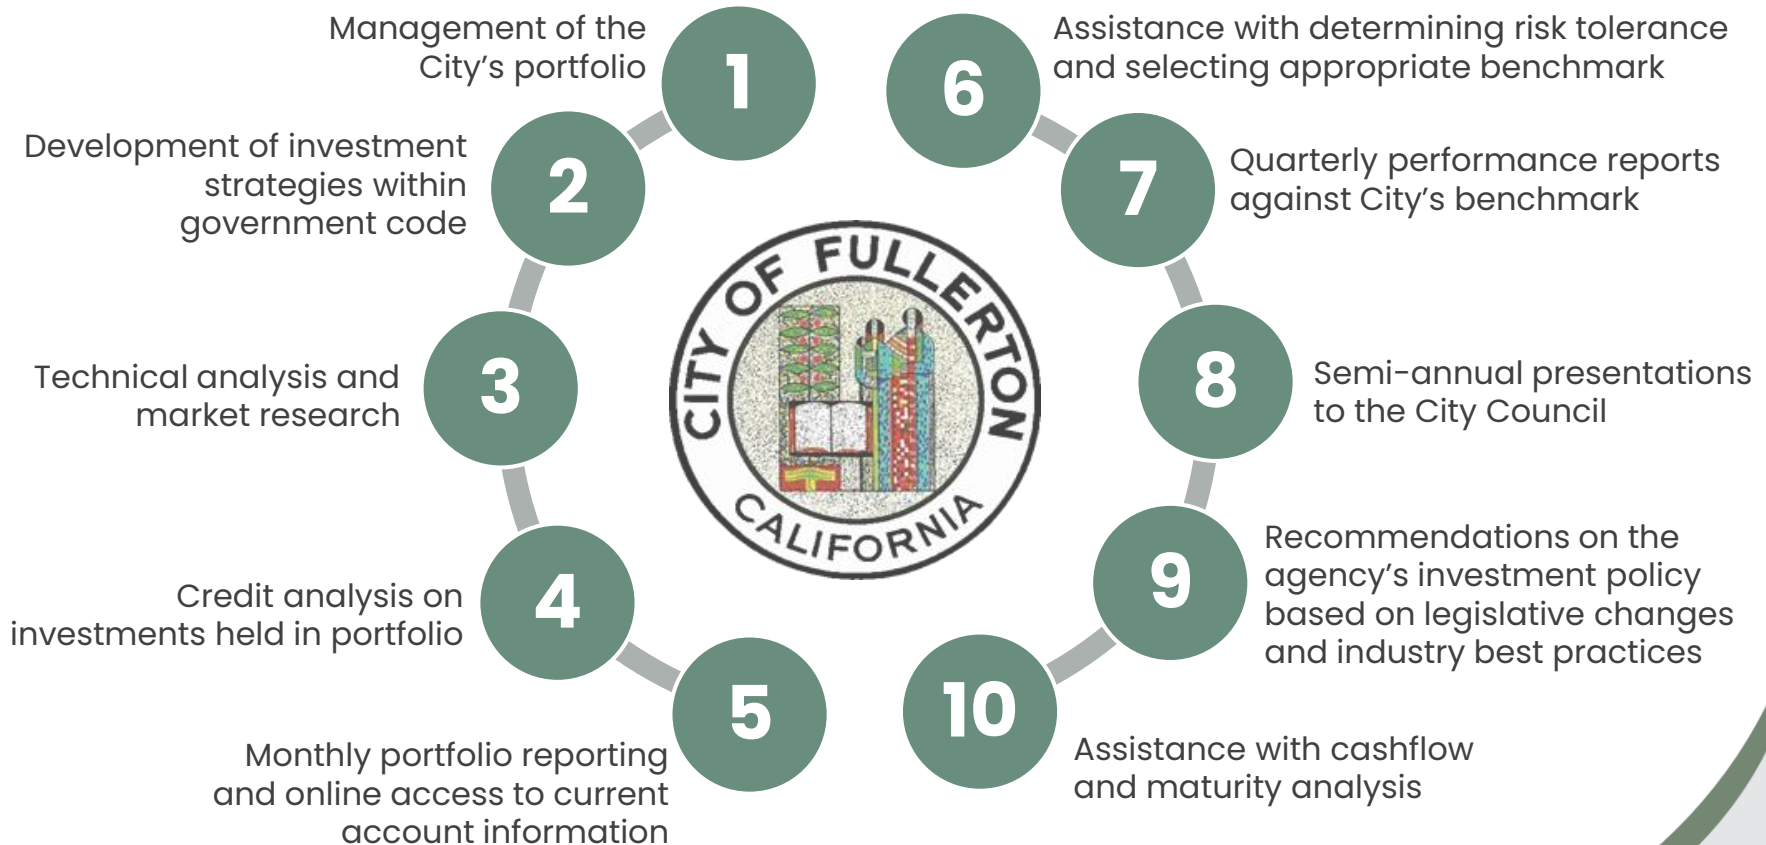 1
Management of the
City's portfolio
2
Development of investment
strategies within
government code
3
Technical analysis and
market research
4
Credit analysis on
investments held in portfolio
5
Monthly portfolio reporting
and online access to current
account information
CITY OF FULLERTON
CALIFORNIA
6
Assistance with determining risk tolerance
and selecting appropriate benchmark
7
Quarterly performance reports
against City's benchmark
8
Semi-annual presentations
to the City Council
9
Recommendations on the
agency's investment policy
based on legislative changes
and industry best practices
10
Assistance with cashflow
and maturity analysis